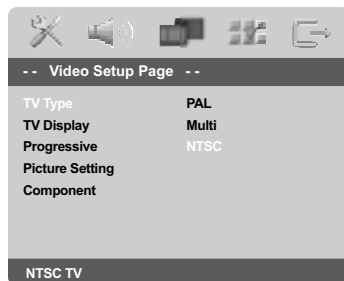 - -  Video Setup Page  - -
TV Type PAL
TV Display Multi
Progressive NTSC
Picture Setting
Component
NTSC TV